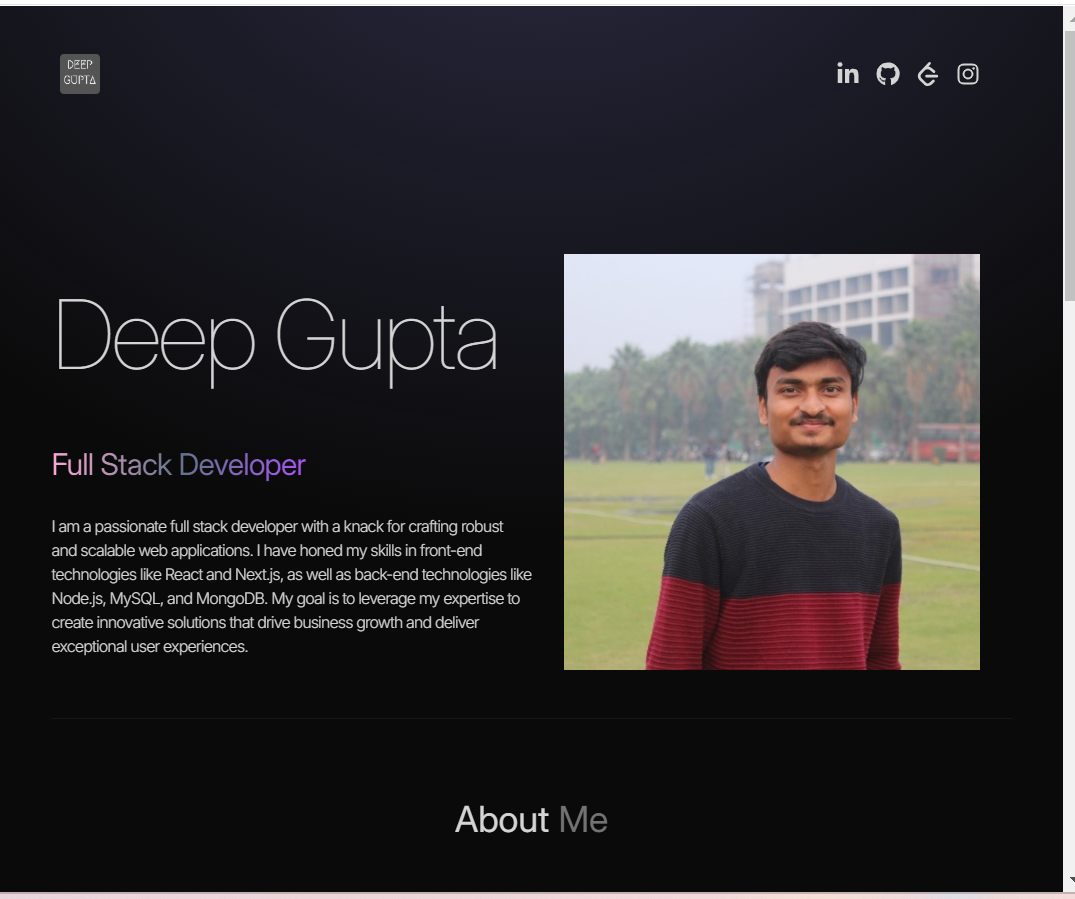 DEEP
GUPTA
in
Deep Gupta
Full Stack Developer
I am a passionate full stack developer with a knack for crafting robust
and scalable web applications. I have honed my skills in front-end
technologies like React and Next.js, as well as back-end technologies like
Node.js, MySQL, and MongoDB. My goal is to leverage my expertise to
create innovative solutions that drive business growth and deliver
exceptional user experiences.
About Me